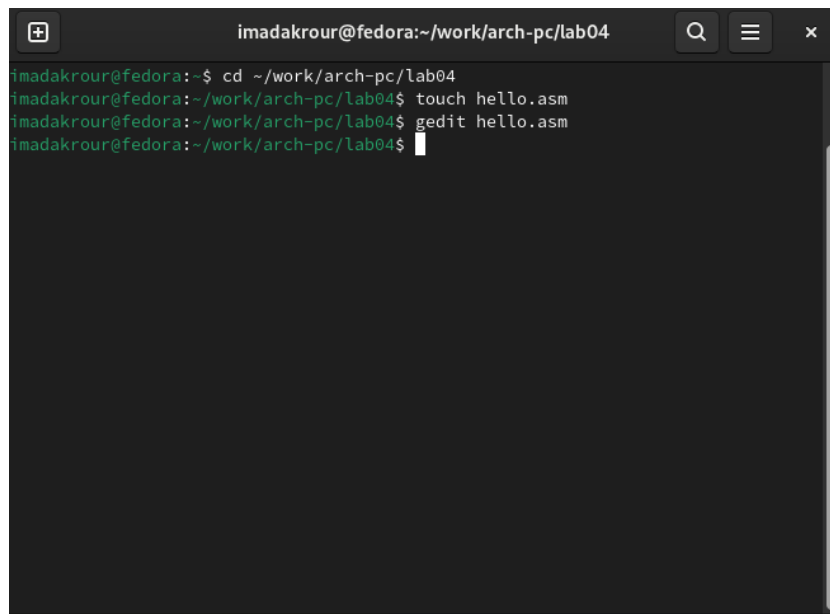 imadakrour@fedora:~/work/arch-pc/lab04
imadakrour@fedora:~$ cd ~/work/arch-pc/lab04
imadakrour@fedora:~/work/arch-pc/lab04$ touch hello.asm
imadakrour@fedora:~/work/arch-pc/lab04$ gedit hello.asm
imadakrour@fedora:~/work/arch-pc/lab04$